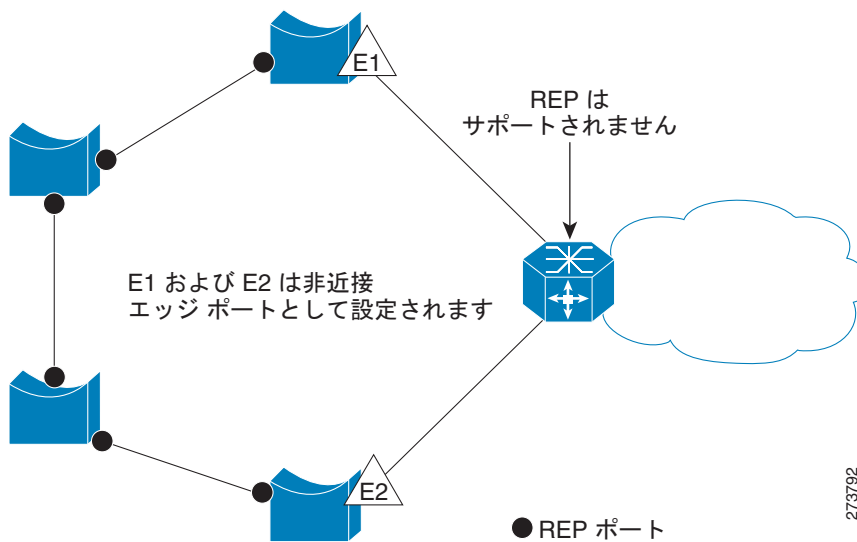 E1
REP は
サポートされません
E1 および E2 は非近接
エッジ ポートとして設定されます
E2
REP ポート
273792